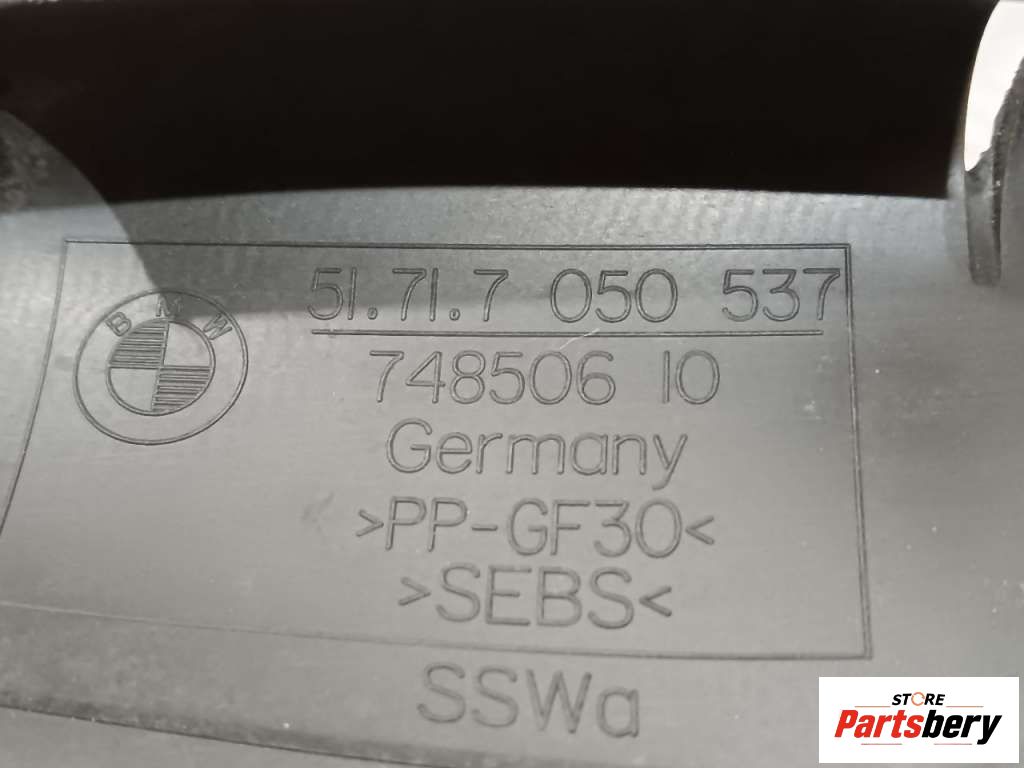 BMW
51.71.7 050 537
748506 10
Germany
>PP-GF30<
>SEBS<
SSWa
STORE
Partsbery